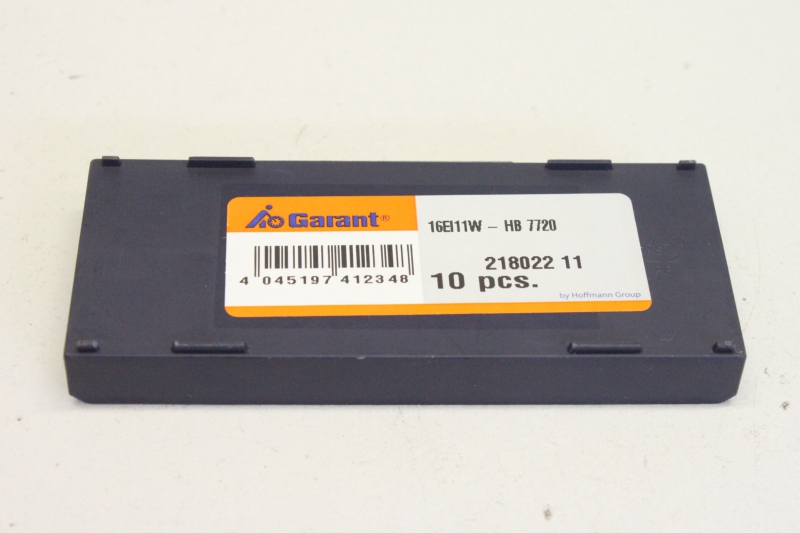 Garant®
16EI11W – HB 7720
4 045197 412348
218022 11
10 pcs.
by Hoffmann Group